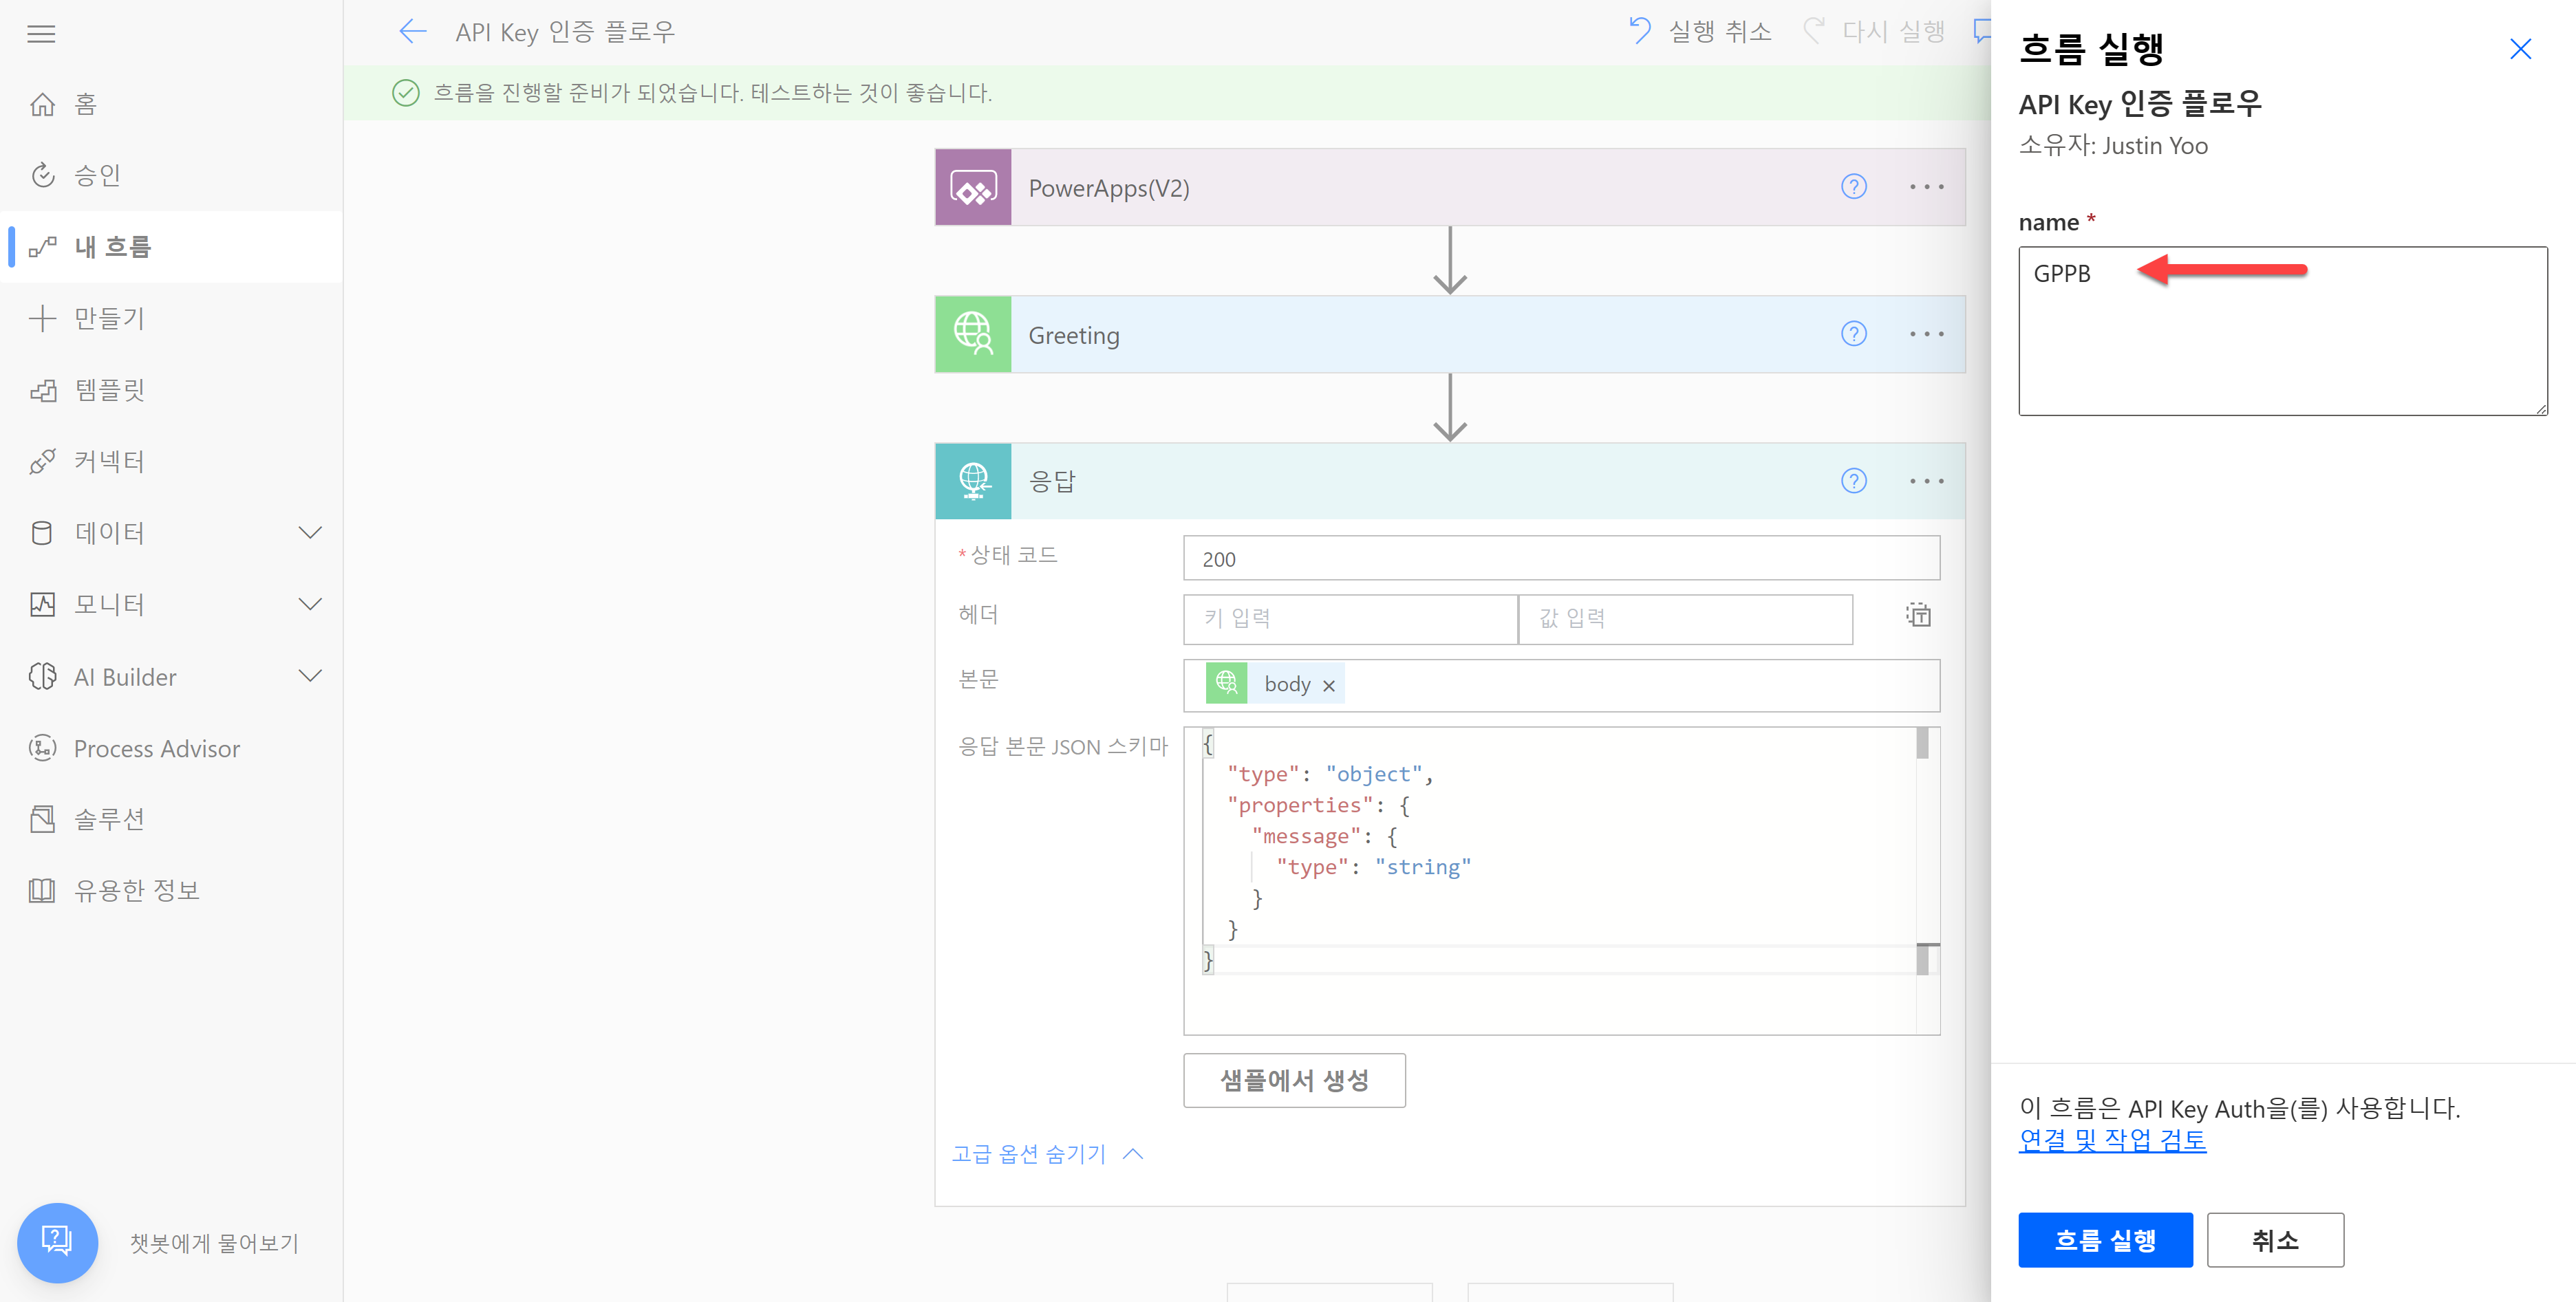 홈
승인
내 흐름
만들기
템플릿
커넥터
데이터
모니터
AI Builder
Process Advisor
솔루션
유용한 정보
챗봇에게 물어보기
API Key 인증 플로우
실행 취소
다시 실행
흐름을 진행할 준비가 되었습니다. 테스트하는 것이 좋습니다.
PowerApps(V2)
Greeting
응답
*상태 코드
200
헤더
키 입력
값 입력
본문
body
응답 본문 JSON 스키마
{
"type": "object",
"properties": {
"message": {
"type": "string"
}
}
}
샘플에서 생성
고급 옵션 숨기기
흐름 실행
API Key 인증 플로우
소유자: Justin Yoo
name *
GPPB
이 흐름은 API Key Auth을(를) 사용합니다.
연결 및 작업 검토
흐름 실행
취소